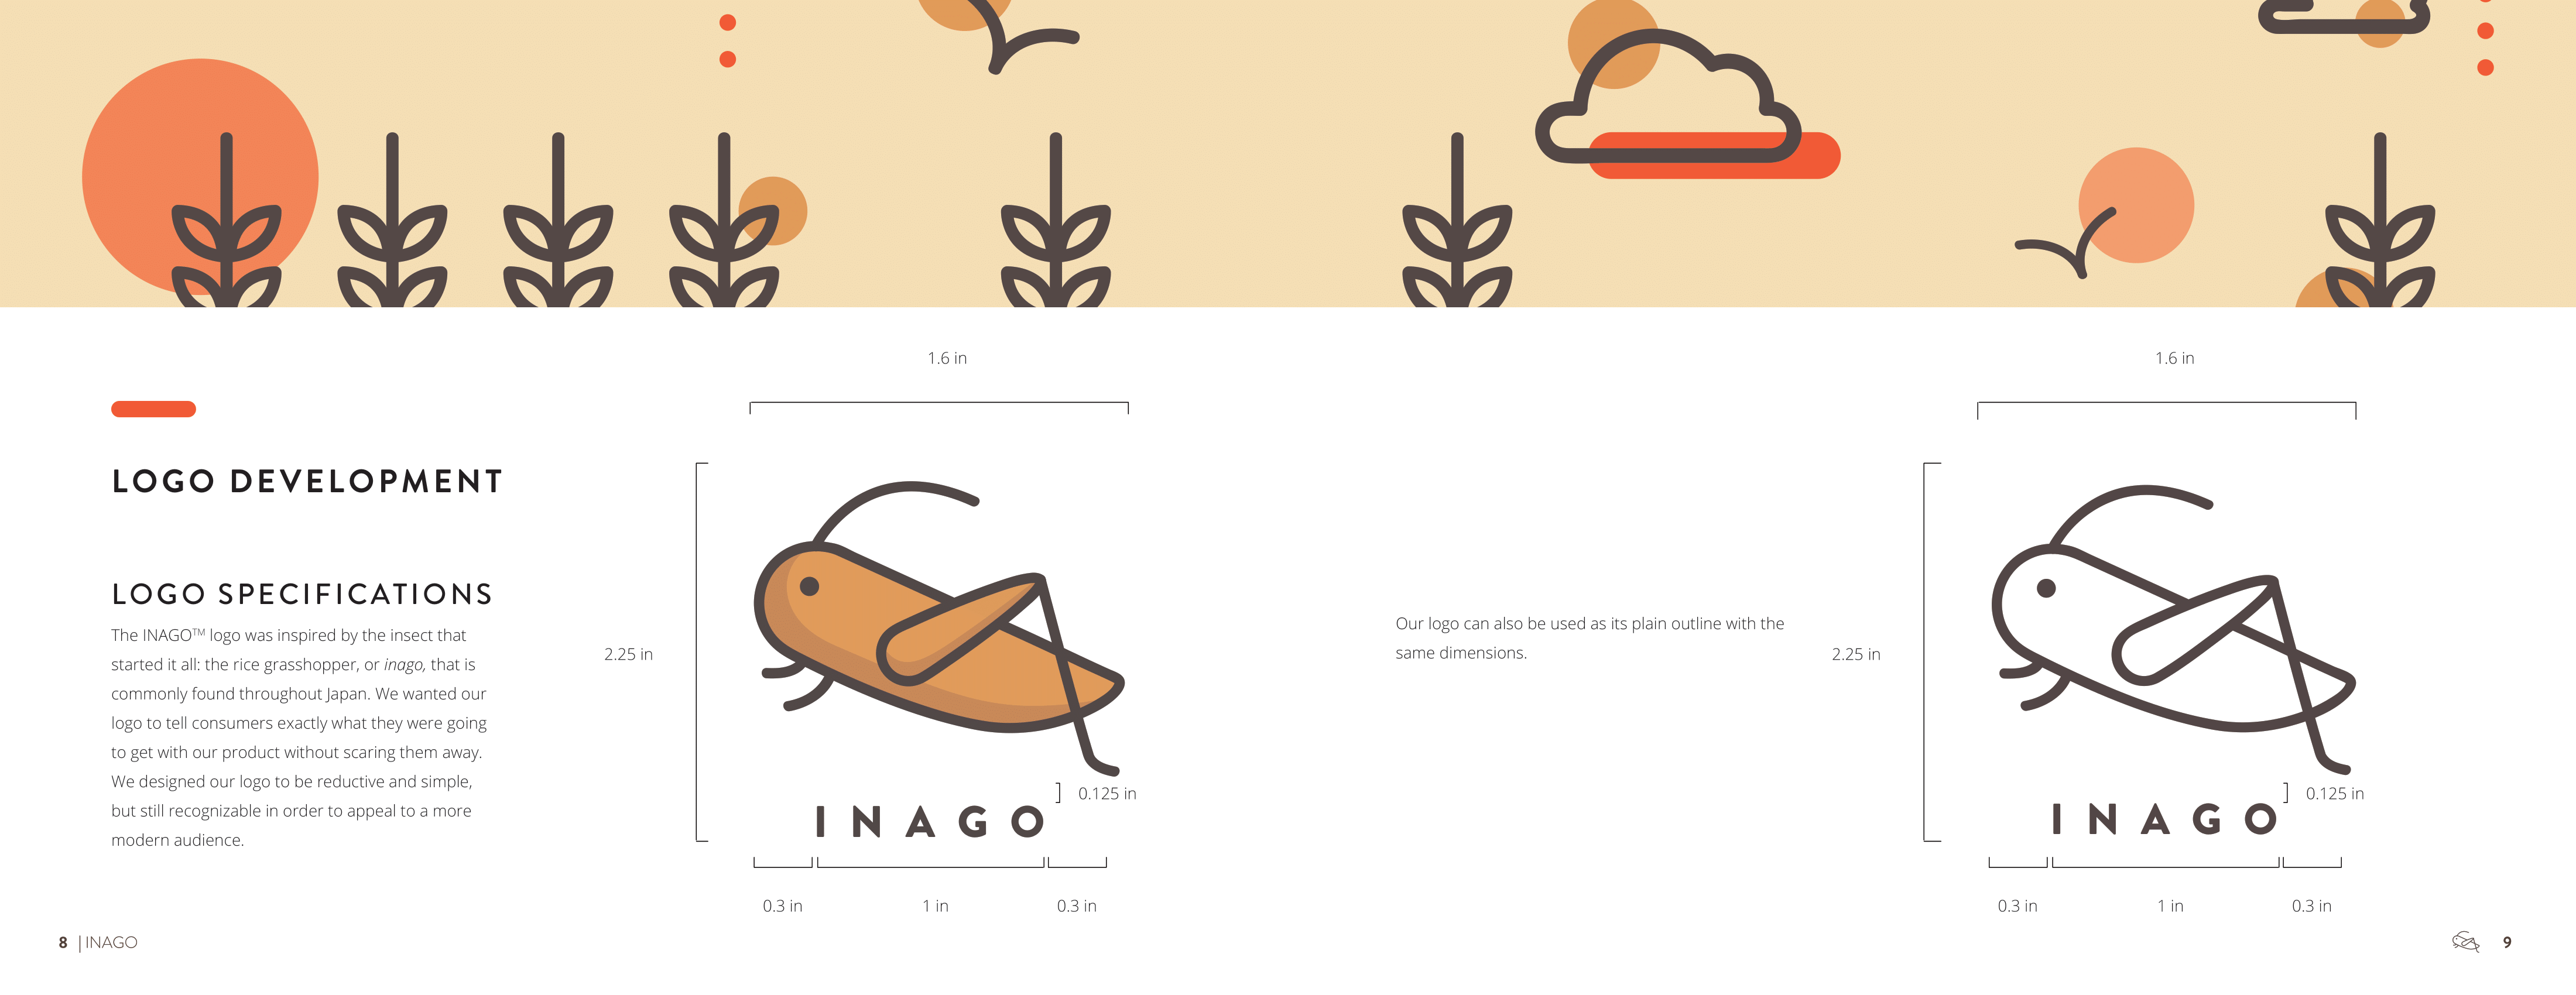 1.6 in
LOGO DEVELOPMENT
LOGO SPECIFICATIONS
The INAGO™ logo was inspired by the insect that
started it all: the rice grasshopper, or inago, that is
commonly found throughout Japan. We wanted our
logo to tell consumers exactly what they were going
to get with our product without scaring them away.
We designed our logo to be reductive and simple,
but still recognizable in order to appeal to a more
modern audience.
2.25 in
0.125 in
INAGO
0.3 in
1 in
0.3 in
8 | INAGO
1.6 in
Our logo can also be used as its plain outline with the
same dimensions.
2.25 in
0.125 in
INAGO
0.3 in
1 in
0.3 in
9